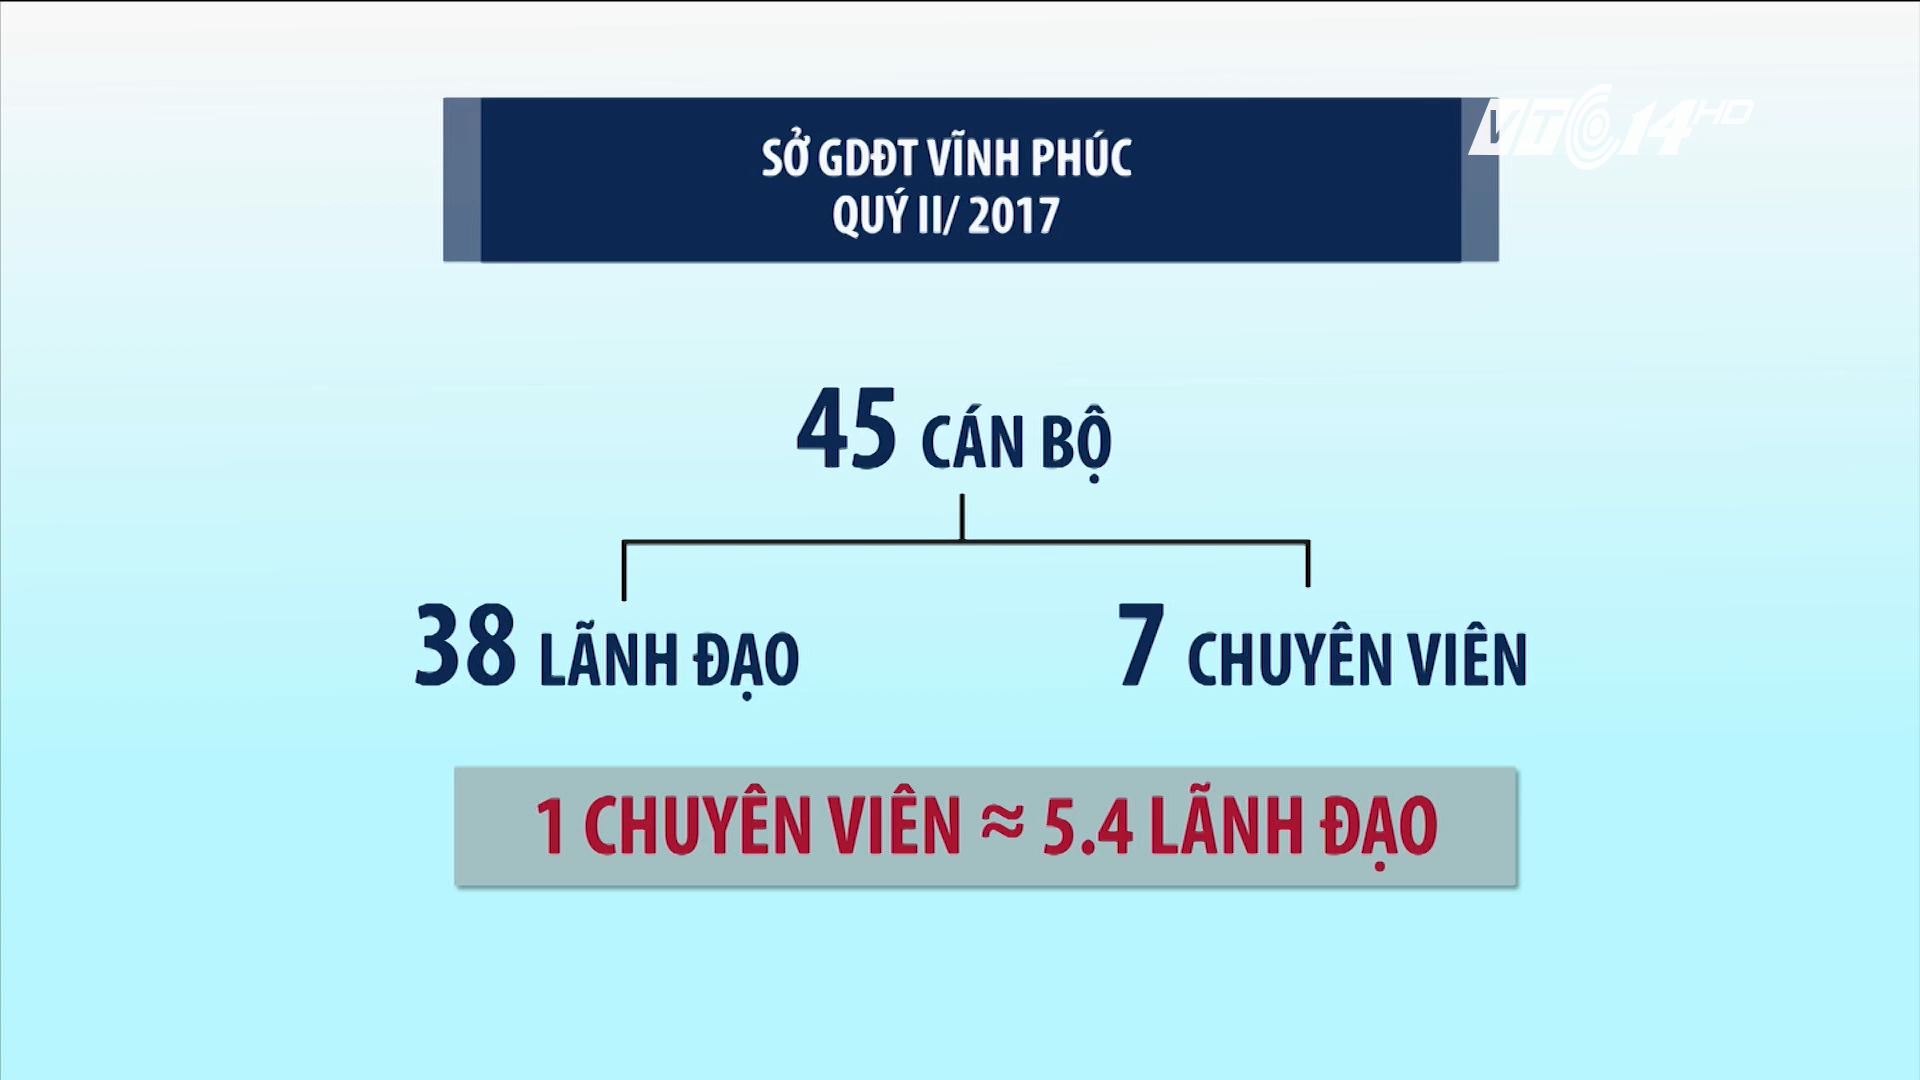 SỞ GDĐT VĨNH PHÚC
VTC14 HD
QUÝ II/ 2017
45 CÁN BỘ
38 LÃNH ĐẠO
7 CHUYÊN VIÊN
1 CHUYÊN VIÊN ≈ 5.4 LÃNH ĐẠO